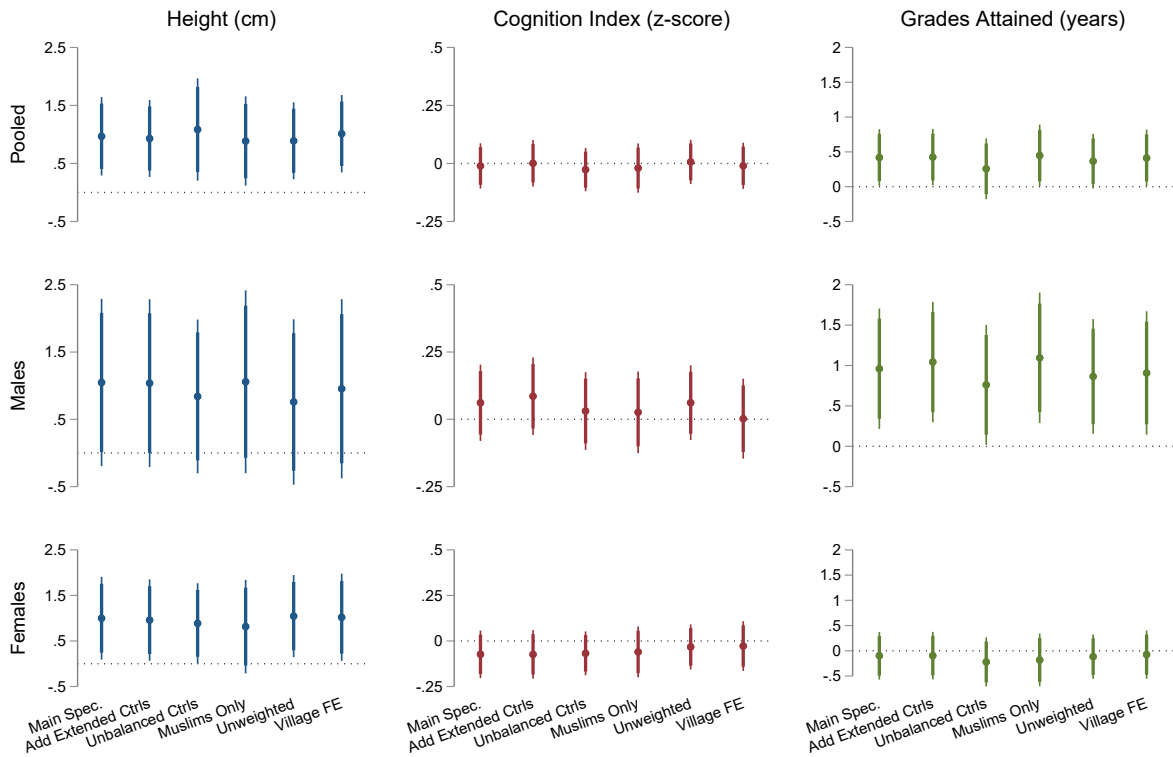 Height (cm)
Cognition Index (z-score)
Grades Attained (years)
Pooled
2.5
1.5
.5
-.5
.5
.25
0
-.25
2
1.5
1
.5
0
-.5
Males
2.5
1.5
.5
-.5
.5
.25
0
-.25
2
1.5
1
.5
0
-.5
Females
2.5
1.5
.5
-.5
.5
.25
0
-.25
2
1.5
1
.5
0
-.5
Main Spec.
Add Extended Ctrls
Unbalanced Ctrls
Muslims Only
Unweighted
Village FE
Main Spec.
Add Extended Ctrls
Unbalanced Ctrls
Muslims Only
Unweighted
Village FE
Main Spec.
Add Extended Ctrls
Unbalanced Ctrls
Muslims Only
Unweighted
Village FE